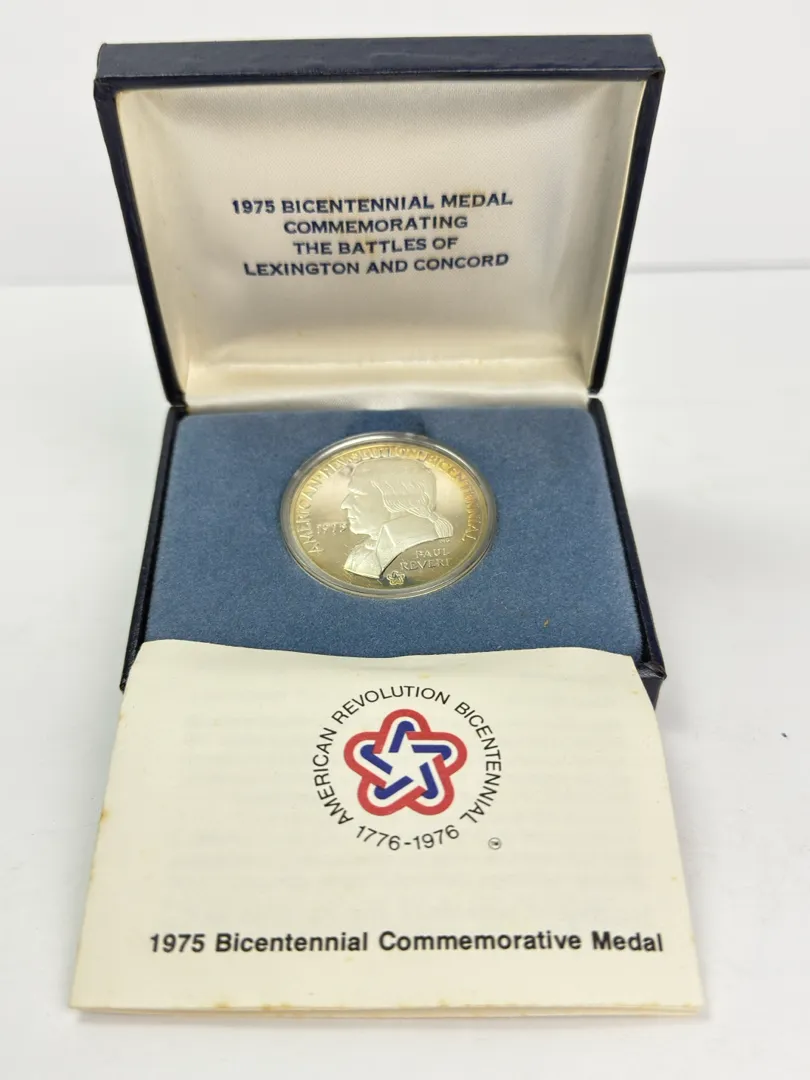 1975 BICENTENNIAL MEDAL
COMMEMORATING
THE BATTLES OF
LEXINGTON AND CONCORD
AMERICAN REVOLUTION BICENTENNIAL
1975
PAUL
REVERE
AMERICAN REVOLUTION BICENTENNIAL
1776-1976
1975 Bicentennial Commemorative Medal